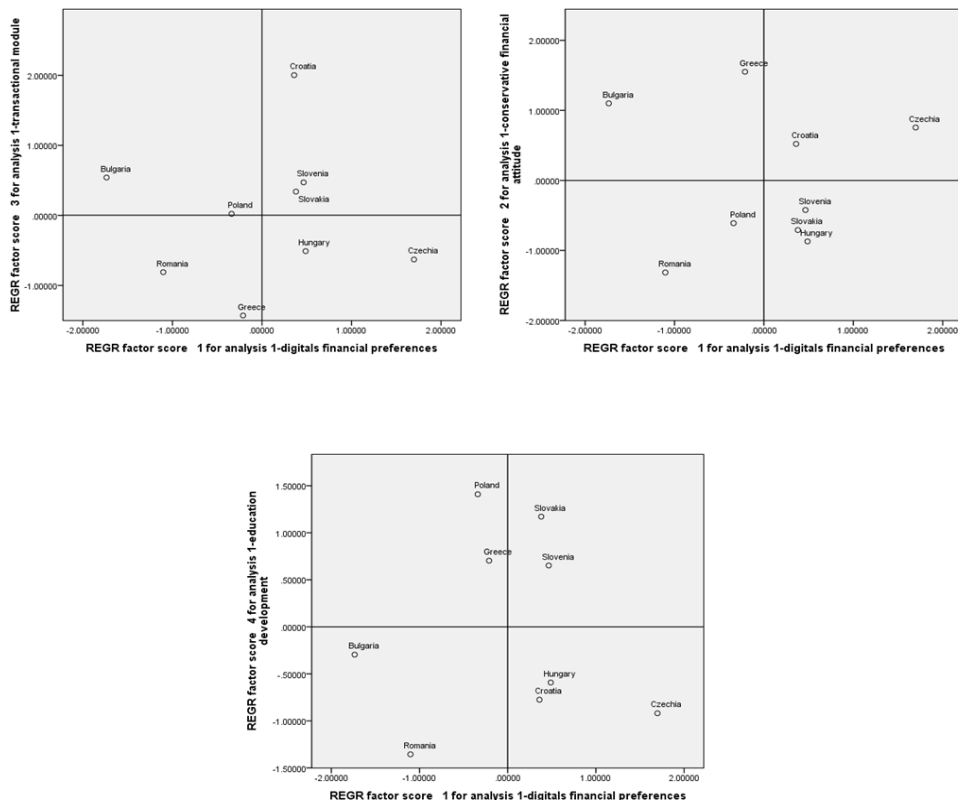 REGR factor score 3 for analysis 1-transactional module
2.00000
1.00000
.00000
-1.00000
Croatia
Bulgaria
Slovenia
Slovakia
Poland
Hungary
Czechia
Romania
Greece
-2.00000 -1.00000 .00000 1.00000 2.00000
REGR factor score 1 for analysis 1-digitals financial preferences
REGR factor score 2 for analysis 1-conservative financial
attitude
2.00000
1.00000
.00000
-1.00000
-2.00000
Greece
Bulgaria
Czechia
Croatia
Slovenia
Poland
Slovakia
Hungary
Romania
-2.00000 -1.00000 .00000 1.00000 2.00000
REGR factor score 1 for analysis 1-digitals financial preferences
REGR factor score 4 for analysis 1-education
development
1.50000
1.00000
.50000
.00000
-.50000
-1.00000
-1.50000
Poland
Slovakia
Greece
Slovenia
Bulgaria
Hungary
Croatia
Czechia
Romania
-2.00000 -1.00000 .00000 1.00000 2.00000
REGR factor score 1 for analysis 1-digitals financial preferences